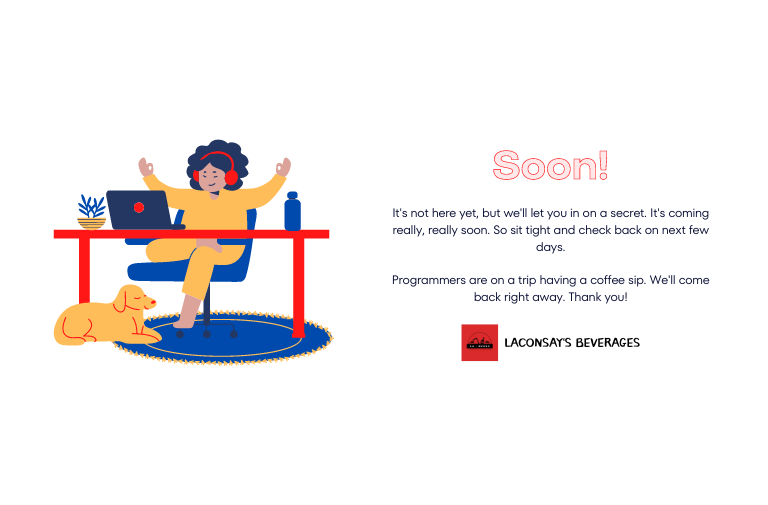 Soon!
It's not here yet, but we'll let you in on a secret. It's coming
really, really soon. So sit tight and check back on next few
days.
Programmers are on a trip having a coffee sip. We'll come
back right away. Thank you!
LACONSAY'S BEVERAGES